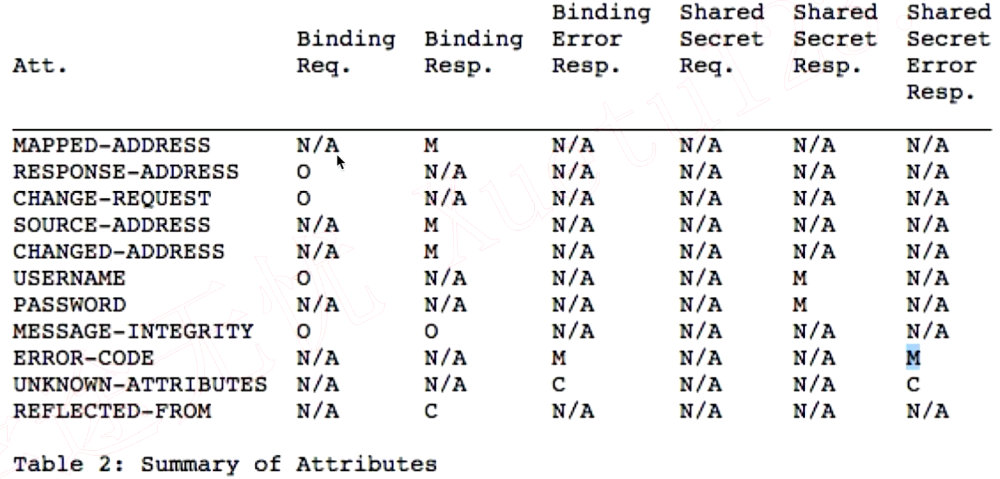 Binding Shared Shared Shared
Binding Binding Error Secret Secret Secret
Att. Req. Resp. Resp. Req. Resp. Error
Resp.
MAPPED-ADDRESS N/A M N/A N/A N/A N/A
RESPONSE-ADDRESS O N/A N/A N/A N/A N/A
CHANGE-REQUEST O N/A N/A N/A N/A N/A
SOURCE-ADDRESS N/A M N/A N/A N/A N/A
CHANGED-ADDRESS N/A M N/A N/A N/A N/A
USERNAME O N/A N/A N/A M N/A
PASSWORD N/A N/A N/A N/A M N/A
MESSAGE-INTEGRITY O O N/A N/A N/A N/A
ERROR-CODE N/A N/A M N/A N/A M
UNKNOWN-ATTRIBUTES N/A N/A C N/A N/A C
REFLECTED-FROM N/A C N/A N/A N/A N/A
Table 2: Summary of Attributes